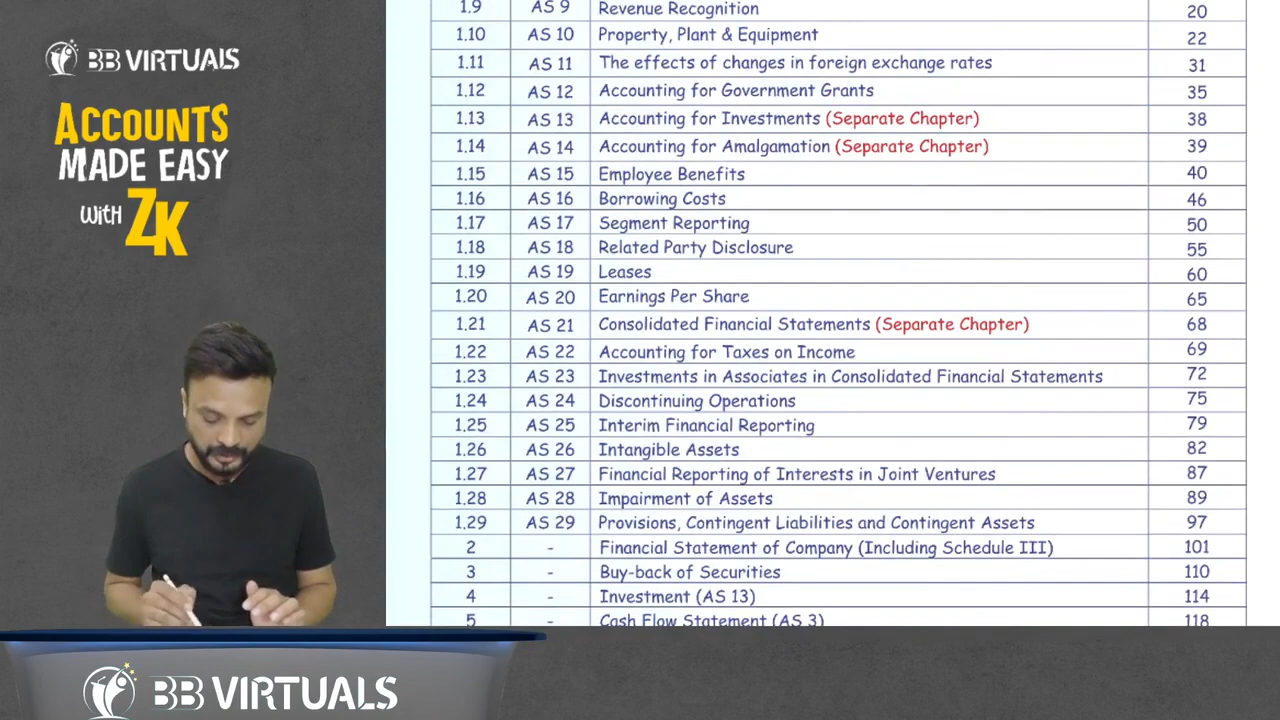 BB VIRTUALS
ACCOUNTS
MADE EASY
WITH ZK
1.9 AS 9 Revenue Recognition 20
1.10 AS 10 Property, Plant & Equipment 22
1.11 AS 11 The effects of changes in foreign exchange rates 31
1.12 AS 12 Accounting for Government Grants 35
1.13 AS 13 Accounting for Investments (Separate Chapter) 38
1.14 AS 14 Accounting for Amalgamation (Separate Chapter) 39
1.15 AS 15 Employee Benefits 40
1.16 AS 16 Borrowing Costs 46
1.17 AS 17 Segment Reporting 50
1.18 AS 18 Related Party Disclosure 55
1.19 AS 19 Leases 60
1.20 AS 20 Earnings Per Share 65
1.21 AS 21 Consolidated Financial Statements (Separate Chapter) 68
1.22 AS 22 Accounting for Taxes on Income 69
1.23 AS 23 Investments in Associates in Consolidated Financial Statements 72
1.24 AS 24 Discontinuing Operations 75
1.25 AS 25 Interim Financial Reporting 79
1.26 AS 26 Intangible Assets 82
1.27 AS 27 Financial Reporting of Interests in Joint Ventures 87
1.28 AS 28 Impairment of Assets 89
1.29 AS 29 Provisions, Contingent Liabilities and Contingent Assets 97
2 - Financial Statement of Company (Including Schedule III) 101
3 - Buy-back of Securities 110
4 - Investment (AS 13) 114
5 - Cash Flow Statement (AS 3) 118
BB VIRTUALS